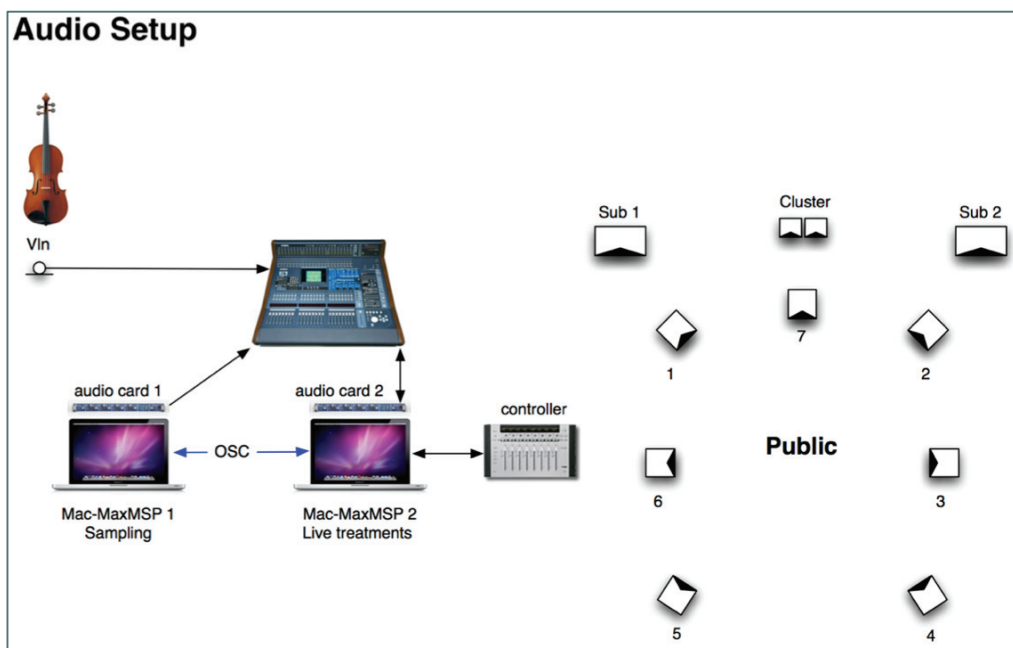 Audio Setup
Vln
Sub 1
Cluster
Sub 2
7
1
2
audio card 1
audio card 2
controller
OSC
Public
6
3
Mac-MaxMSP 1
Sampling
Mac-MaxMSP 2
Live treatments
5
4